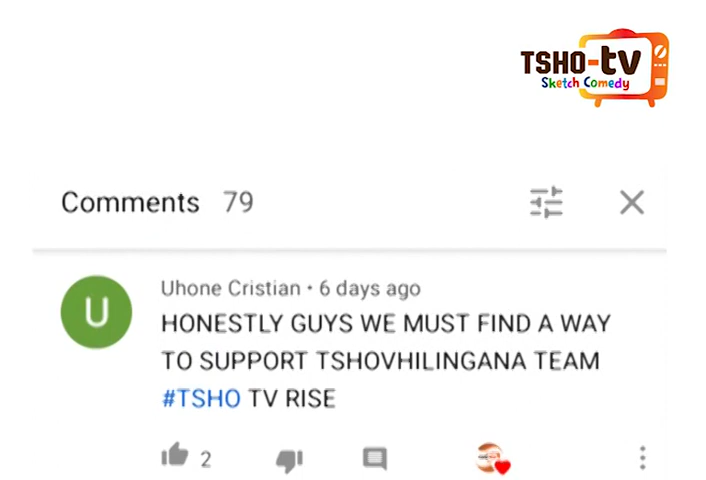 TSHO-tv
Sketch Comedy
Comments 79
Uhone Cristian • 6 days ago
U
HONESTLY GUYS WE MUST FIND A WAY
TO SUPPORT TSHOVHILINGANA TEAM
#TSHO TV RISE
2